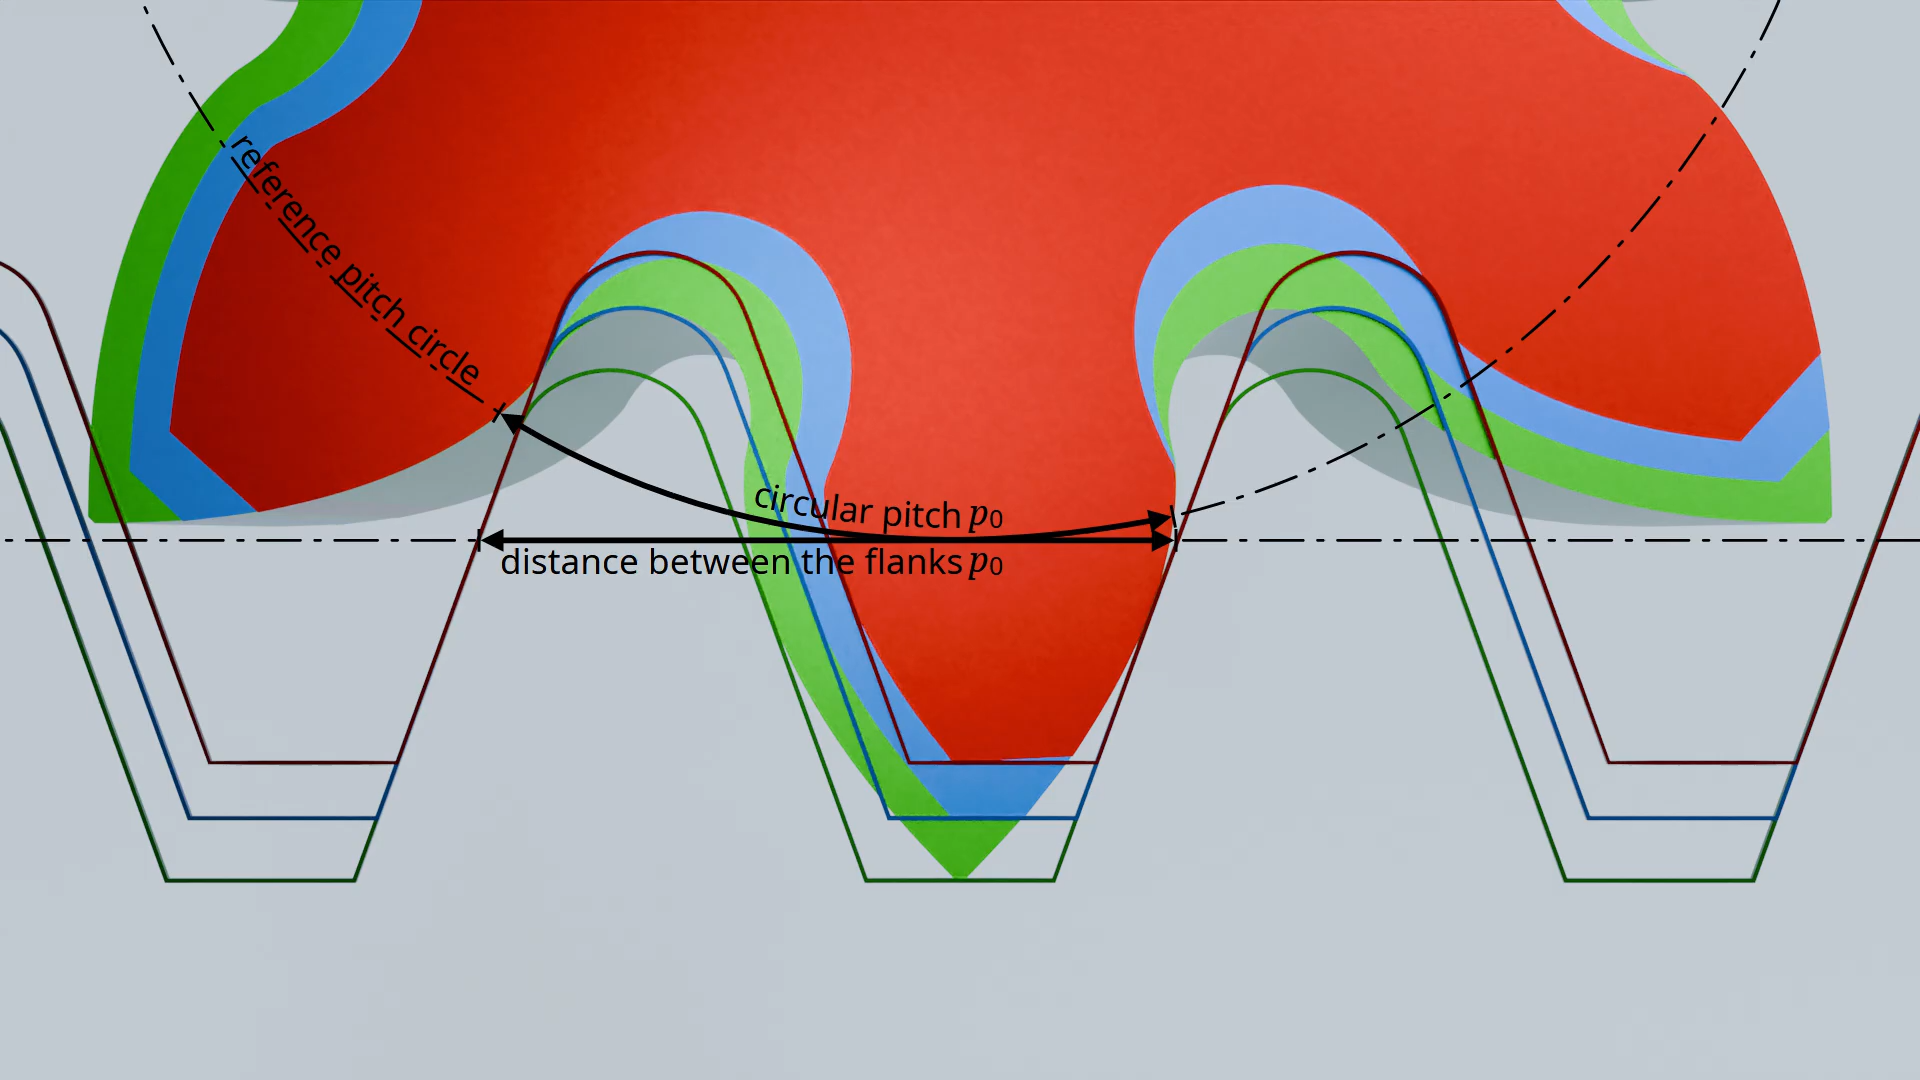 reference pitch circle
circular pitch p₀
distance between the flanks p₀